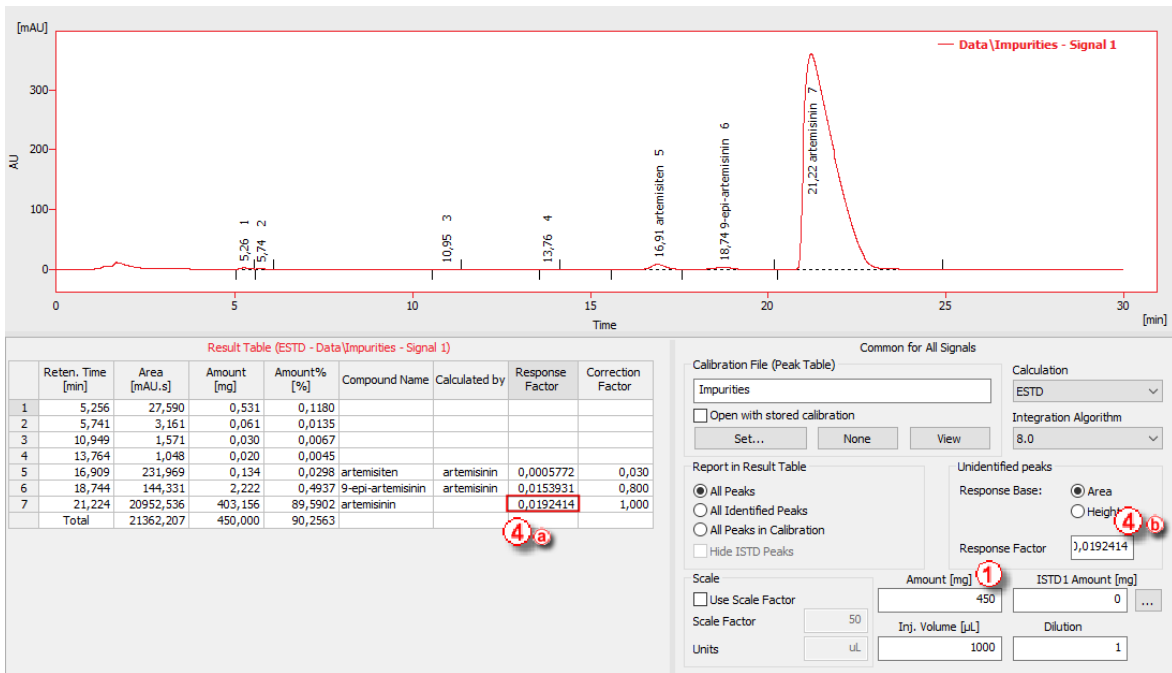 [mAU]
Data\Impurities - Signal 1
AU
300
200
100
0
5,26 1
5,74 2
10,95 3
13,76 4
16,91 artemisiten 5
18,74 9-epi-artemisinin 6
21,22 artemisinin 7
0 5 10 15 20 25 30
Time [min]
Result Table (ESTD - Data\Impurities - Signal 1)
Reten. Time [min] Area [mAU.s] Amount [mg] Amount% [%] Compound Name Calculated by Response Factor Correction Factor
1 5,256 27,590 0,531 0,1180
2 5,741 3,161 0,061 0,0135
3 10,949 1,571 0,030 0,0067
4 13,764 1,048 0,020 0,0045
5 16,909 231,969 0,134 0,0298 artemisiten artemisinin 0,0005772 0,030
6 18,744 144,331 2,222 0,4937 9-epi-artemisinin artemisinin 0,0153931 0,800
7 21,224 20952,536 403,156 89,5902 artemisinin 0,0192414 1,000
Total 21362,207 450,000 90,2563
4 a
Common for All Signals
Calibration File (Peak Table)
Impurities
Open with stored calibration
Set... None View
Calculation
ESTD
Integration Algorithm
8.0
Report in Result Table
All Peaks
All Identified Peaks
All Peaks in Calibration
Hide ISTD Peaks
Unidentified peaks
Response Base: Area
Height
4 b
Response Factor 0,0192414
Scale
Use Scale Factor
Scale Factor 50
Units uL
Amount [mg] 1
450
ISTD1 Amount [mg]
0 ...
Inj. Volume [µL]
1000
Dilution
1